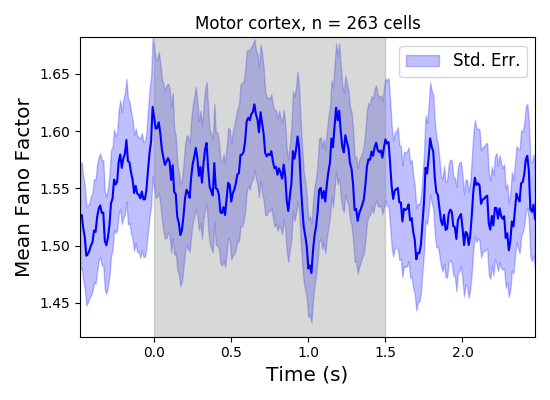 Motor cortex, n = 263 cells
Std. Err.
Mean Fano Factor
1.65
1.60
1.55
1.50
1.45
0.0 0.5 1.0 1.5 2.0
Time (s)